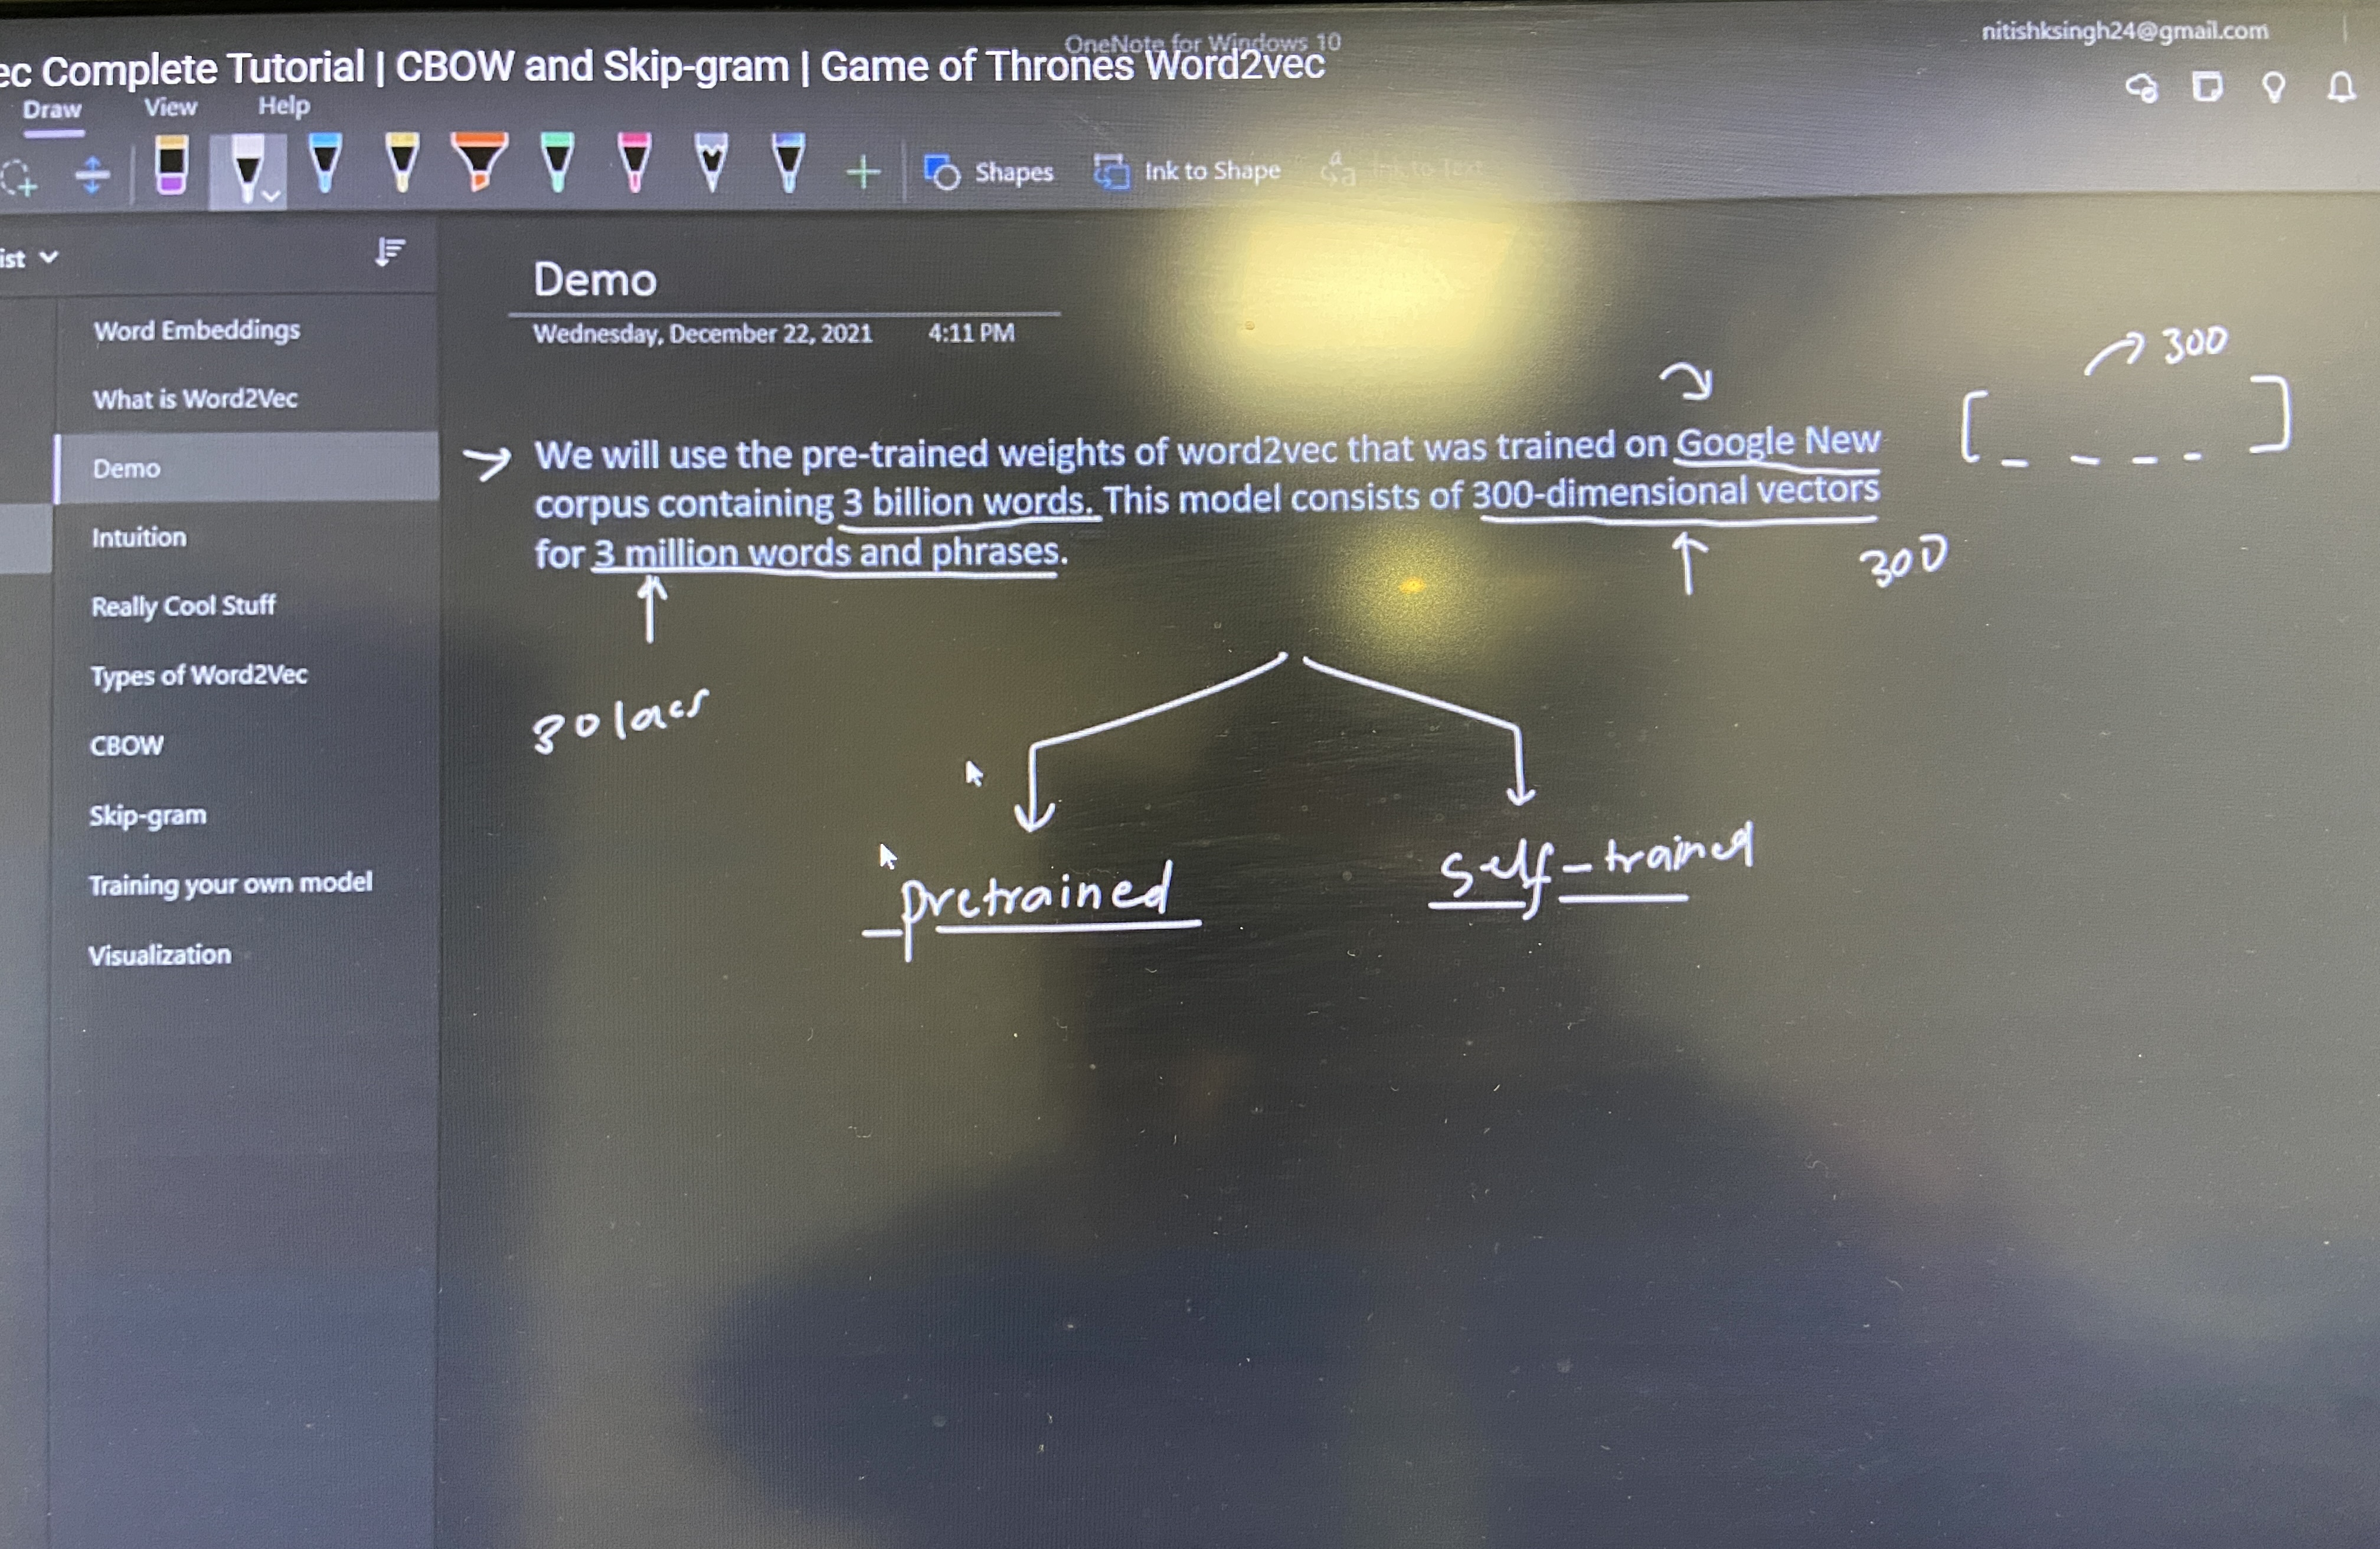 ec Complete Tutorial | CBOW and Skip-gram | Game of Thrones Word2vec
OneNote for Windows 10
nitishksingh24@gmail.com
Draw View Help
Shapes Ink to Shape Ink to Text
ist
Word Embeddings
What is Word2Vec
Demo
Intuition
Really Cool Stuff
Types of Word2Vec
CBOW
Skip-gram
Training your own model
Visualization
Demo
Wednesday, December 22, 2021 4:11 PM
300
We will use the pre-trained weights of word2vec that was trained on Google New
corpus containing 3 billion words. This model consists of 300-dimensional vectors
for 3 million words and phrases.
300
30 lacs
pretrained
self-trained